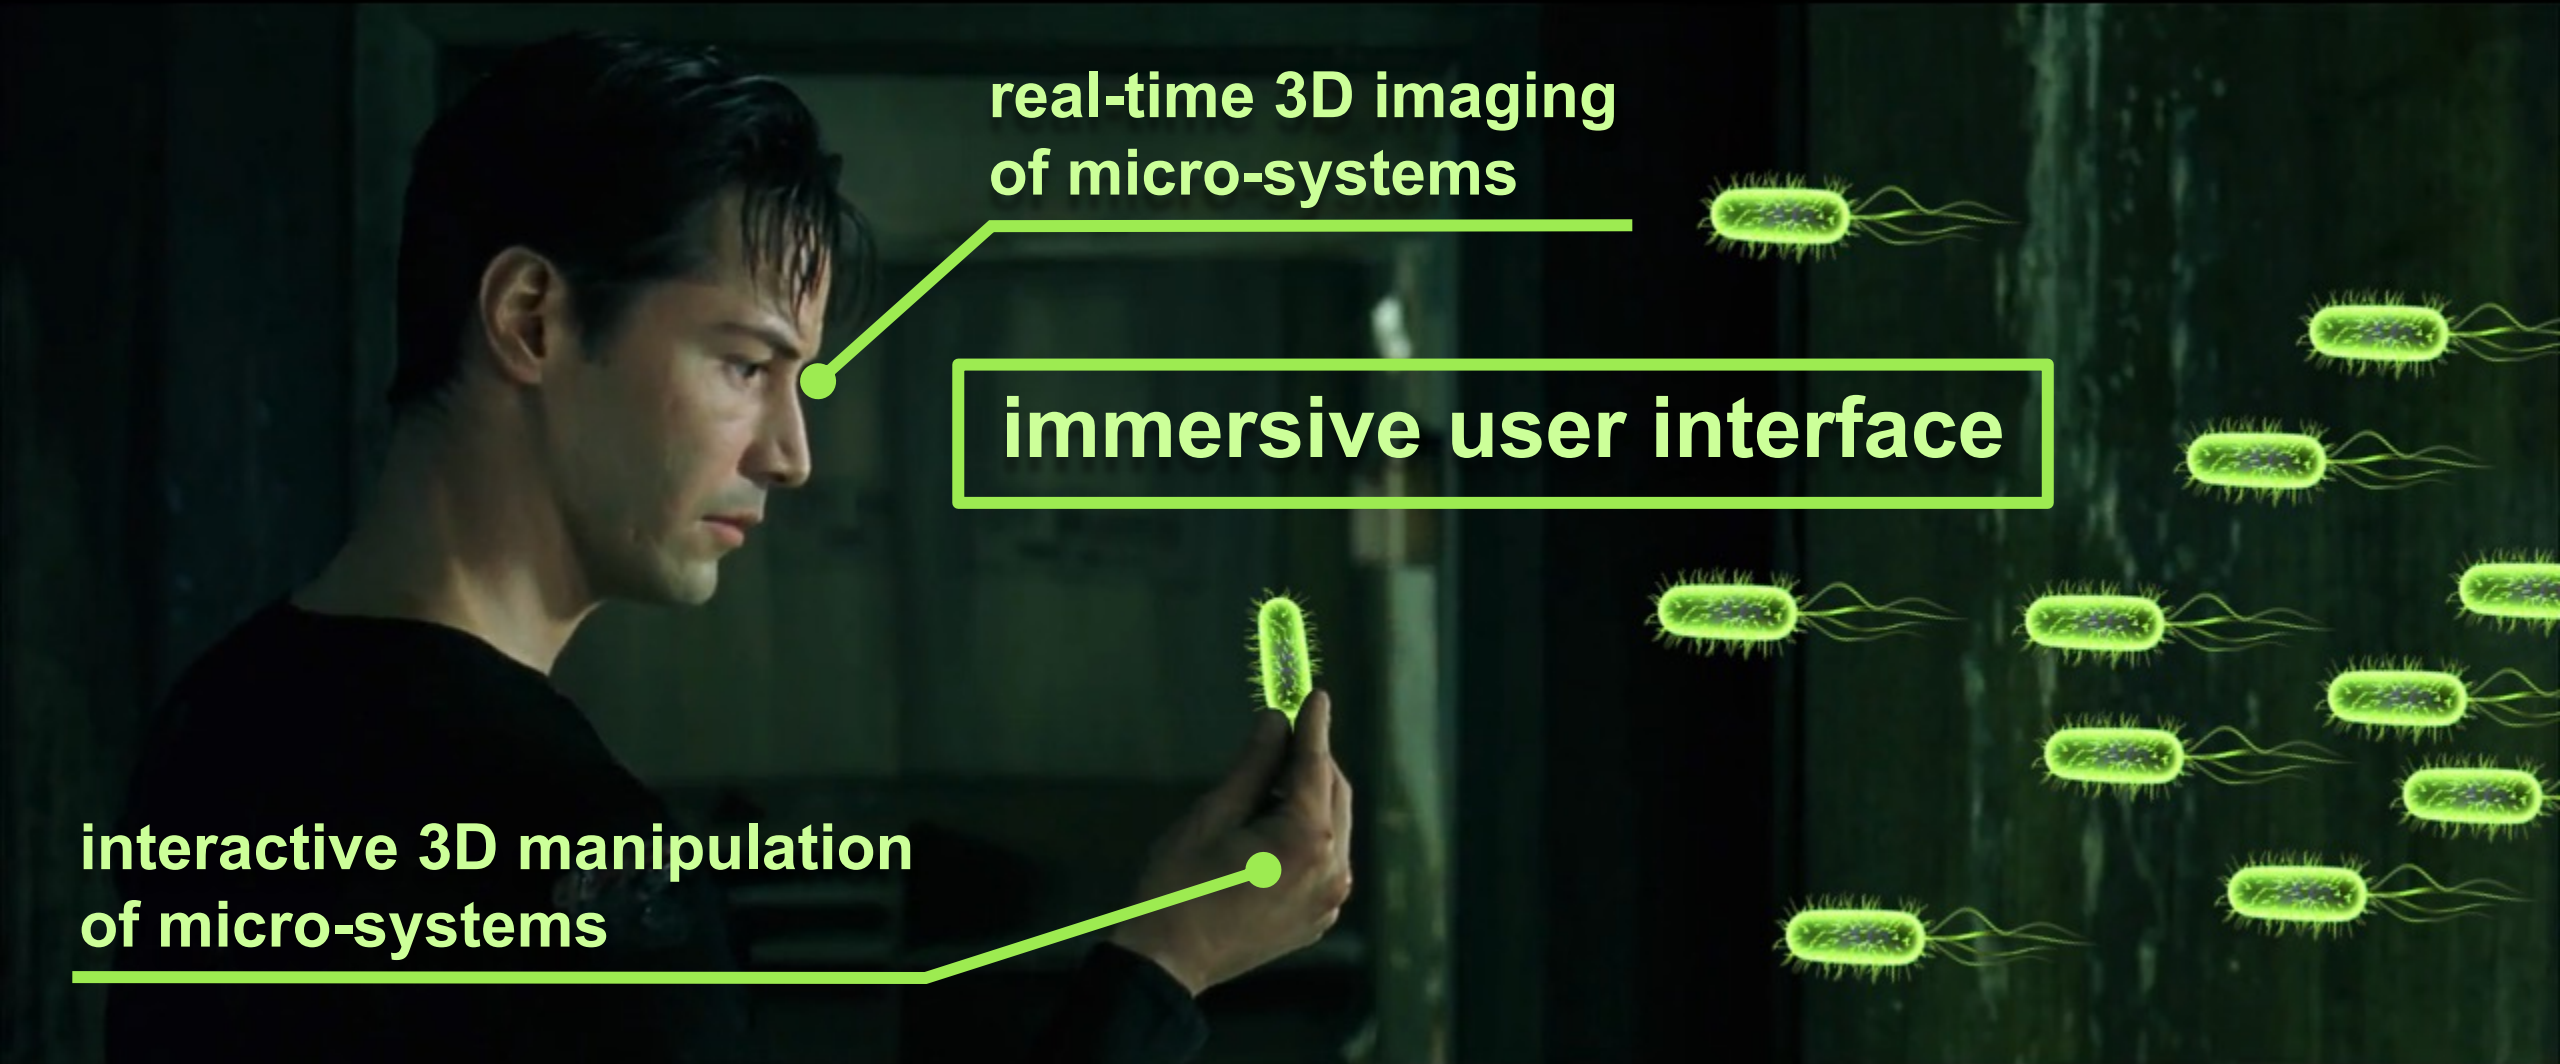 real-time 3D imaging
of micro-systems
immersive user interface
interactive 3D manipulation
of micro-systems